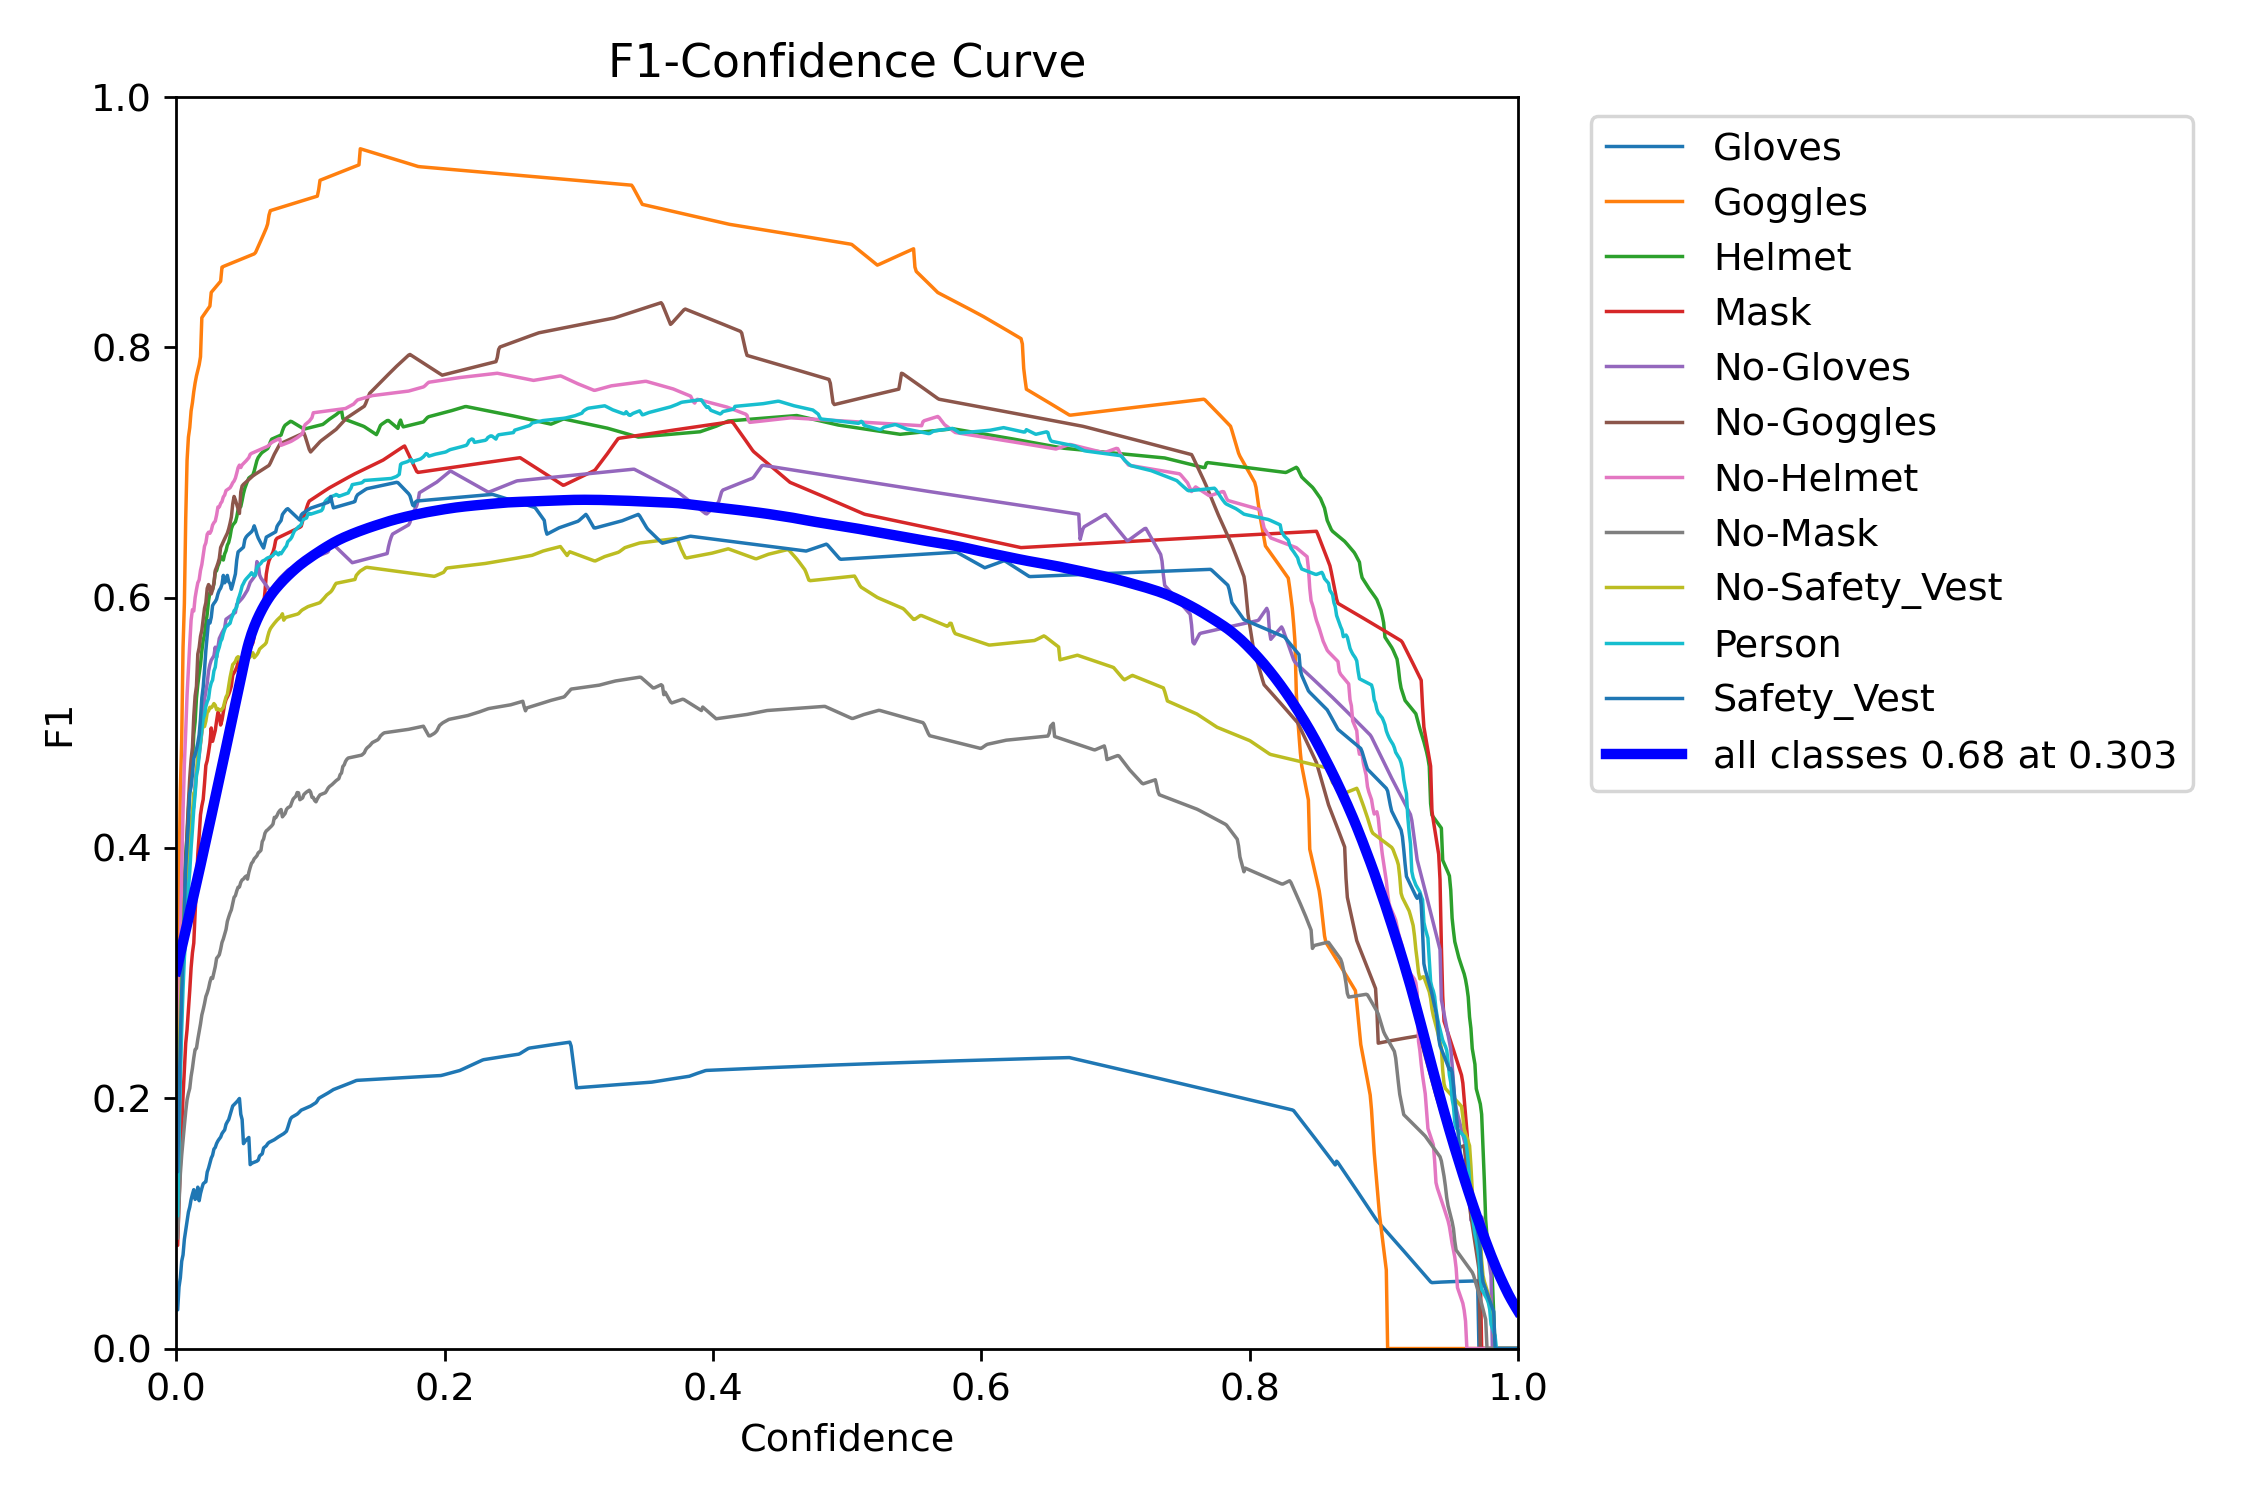 F1-Confidence Curve
1.0
0.8
0.6
0.4
0.2
0.0
F1
0.0 0.2 0.4 0.6 0.8 1.0
Confidence
Gloves
Goggles
Helmet
Mask
No-Gloves
No-Goggles
No-Helmet
No-Mask
No-Safety_Vest
Person
Safety_Vest
all classes 0.68 at 0.303